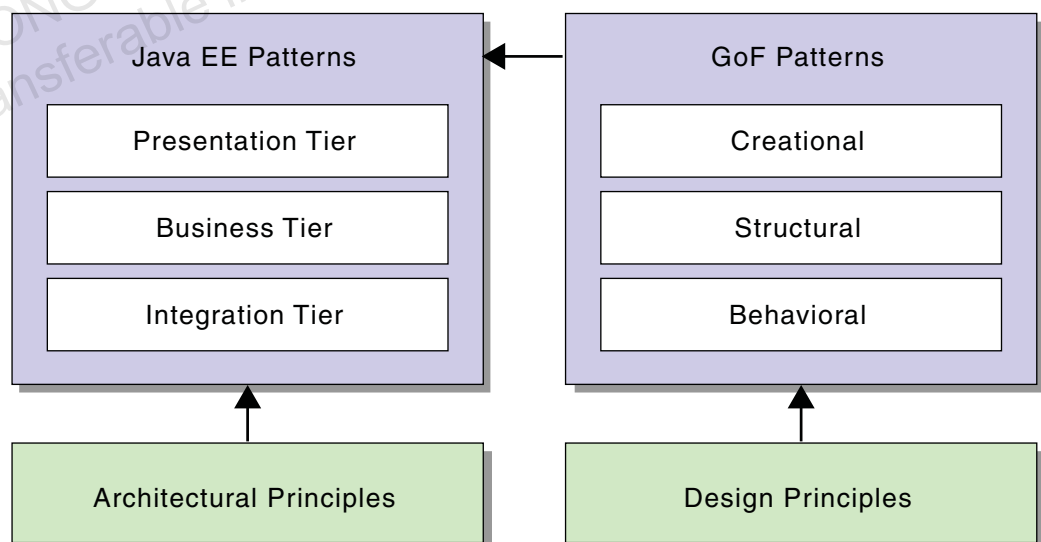 Java EE Patterns
Presentation Tier
Business Tier
Integration Tier
Architectural Principles
GoF Patterns
Creational
Structural
Behavioral
Design Principles